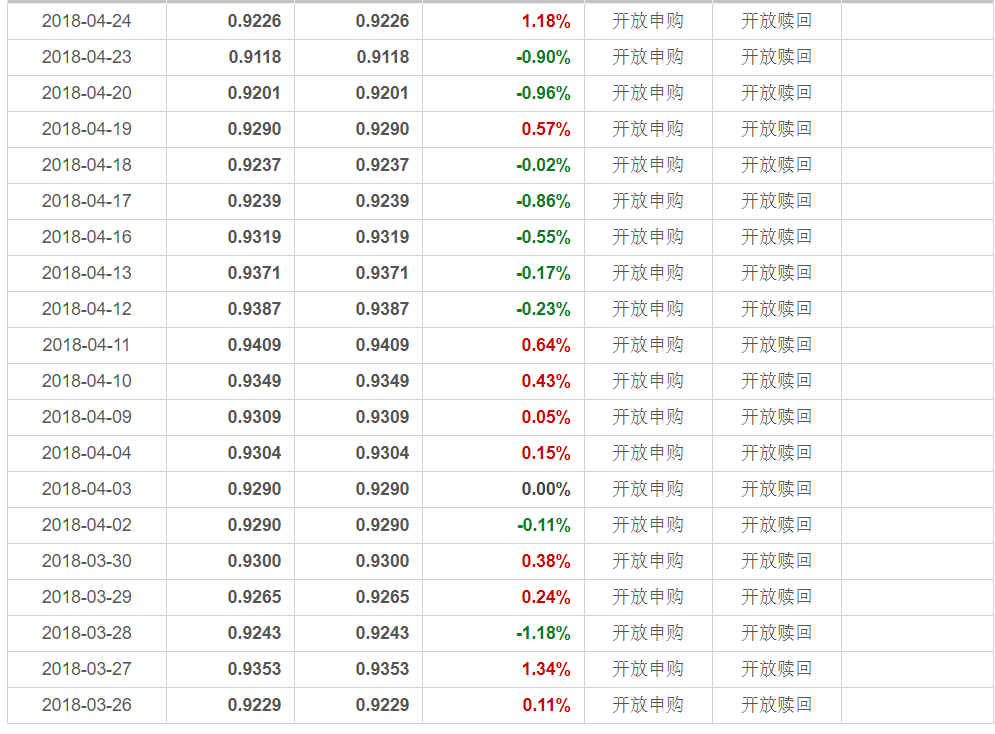 2018-04-24 0.9226 0.9226 1.18% 开放申购 开放赎回
2018-04-23 0.9118 0.9118 -0.90% 开放申购 开放赎回
2018-04-20 0.9201 0.9201 -0.96% 开放申购 开放赎回
2018-04-19 0.9290 0.9290 0.57% 开放申购 开放赎回
2018-04-18 0.9237 0.9237 -0.02% 开放申购 开放赎回
2018-04-17 0.9239 0.9239 -0.86% 开放申购 开放赎回
2018-04-16 0.9319 0.9319 -0.55% 开放申购 开放赎回
2018-04-13 0.9371 0.9371 -0.17% 开放申购 开放赎回
2018-04-12 0.9387 0.9387 -0.23% 开放申购 开放赎回
2018-04-11 0.9409 0.9409 0.64% 开放申购 开放赎回
2018-04-10 0.9349 0.9349 0.43% 开放申购 开放赎回
2018-04-09 0.9309 0.9309 0.05% 开放申购 开放赎回
2018-04-04 0.9304 0.9304 0.15% 开放申购 开放赎回
2018-04-03 0.9290 0.9290 0.00% 开放申购 开放赎回
2018-04-02 0.9290 0.9290 -0.11% 开放申购 开放赎回
2018-03-30 0.9300 0.9300 0.38% 开放申购 开放赎回
2018-03-29 0.9265 0.9265 0.24% 开放申购 开放赎回
2018-03-28 0.9243 0.9243 -1.18% 开放申购 开放赎回
2018-03-27 0.9353 0.9353 1.34% 开放申购 开放赎回
2018-03-26 0.9229 0.9229 0.11% 开放申购 开放赎回